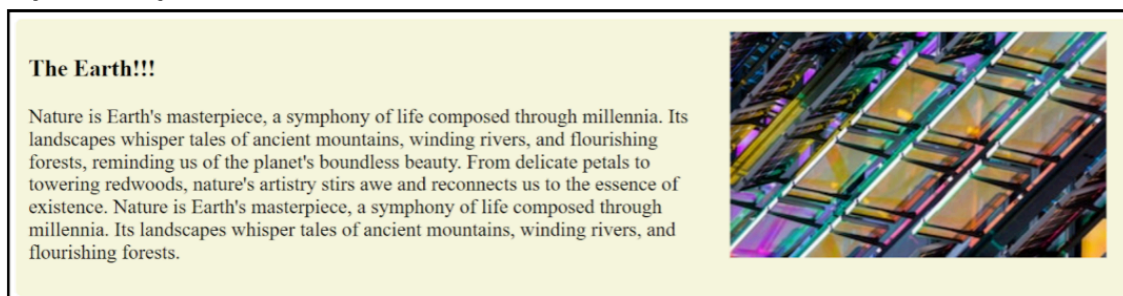 The Earth!!!
Nature is Earth's masterpiece, a symphony of life composed through millennia. Its
landscapes whisper tales of ancient mountains, winding rivers, and flourishing
forests, reminding us of the planet's boundless beauty. From delicate petals to
towering redwoods, nature's artistry stirs awe and reconnects us to the essence of
existence. Nature is Earth's masterpiece, a symphony of life composed through
millennia. Its landscapes whisper tales of ancient mountains, winding rivers, and
flourishing forests.